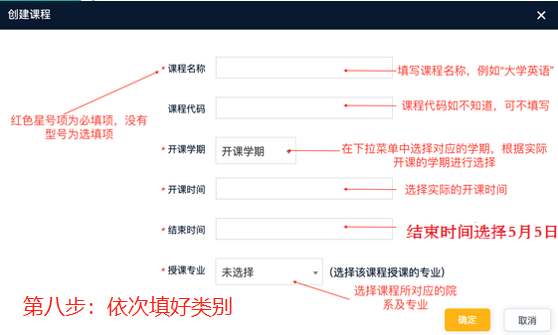 创建课程
* 课程名称
填写课程名称，例如“大学英语”
课程代码
课程代码如不知道，可不填写
红色星号项为必填项，没有
型号为选填项
* 开课学期 开课学期
在下拉菜单中选择对应的学期，根据实际
开课的学期进行选择
* 开课时间
选择实际的开课时间
* 结束时间
结束时间选择5月5日
* 授课专业 未选择 (选择该课程授课的专业)
选择课程所对应的院
系及专业
第八步：依次填好类别
确定 取消